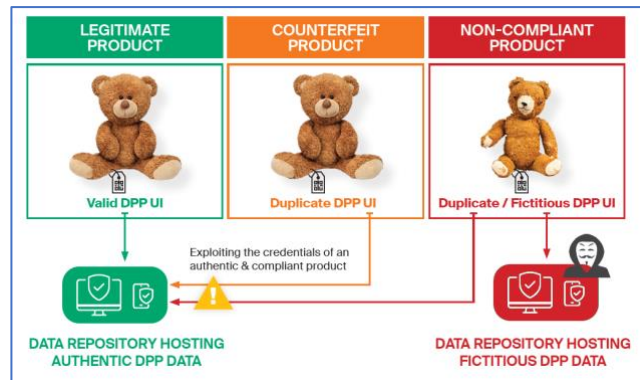 LEGITIMATE
PRODUCT
COUNTERFEIT
PRODUCT
NON-COMPLIANT
PRODUCT
Valid DPP UI
Duplicate DPP UI
Duplicate / Fictitious DPP UI
Exploiting the credentials of an
authentic & compliant product
DATA REPOSITORY HOSTING
AUTHENTIC DPP DATA
DATA REPOSITORY HOSTING
FICTITIOUS DPP DATA